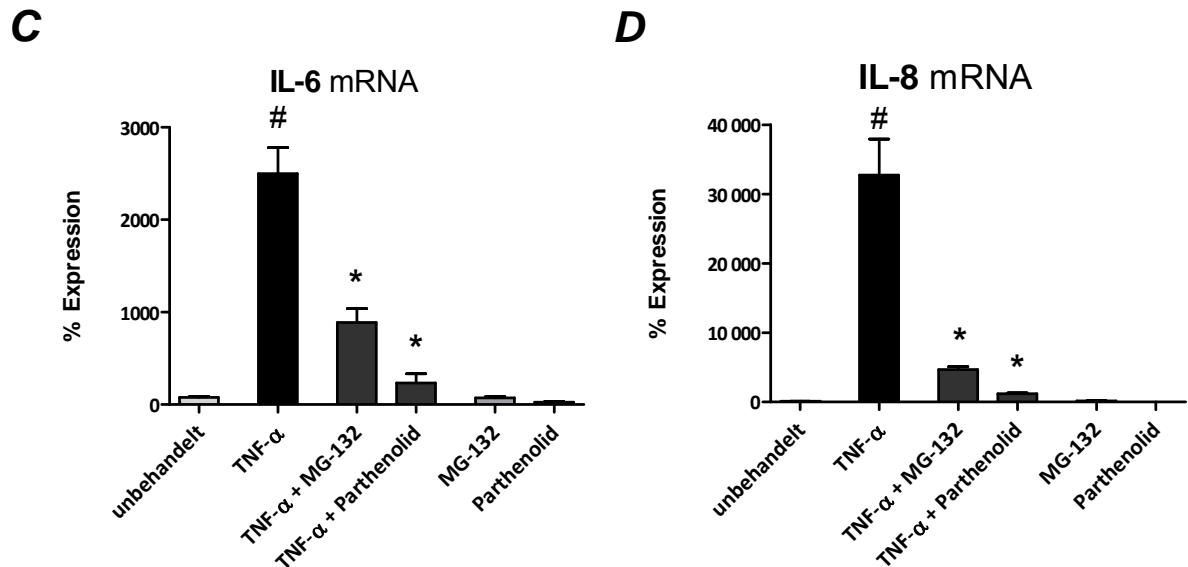 C
IL-6 mRNA
#
3000
2000
1000
0
% Expression
*
*
unbehandelt
TNF-α
TNF-α + MG-132
TNF-α + Parthenolid
MG-132
Parthenolid
D
IL-8 mRNA
#
40 000
30 000
20 000
10 000
0
% Expression
*
*
unbehandelt
TNF-α
TNF-α + MG-132
TNF-α + Parthenolid
MG-132
Parthenolid